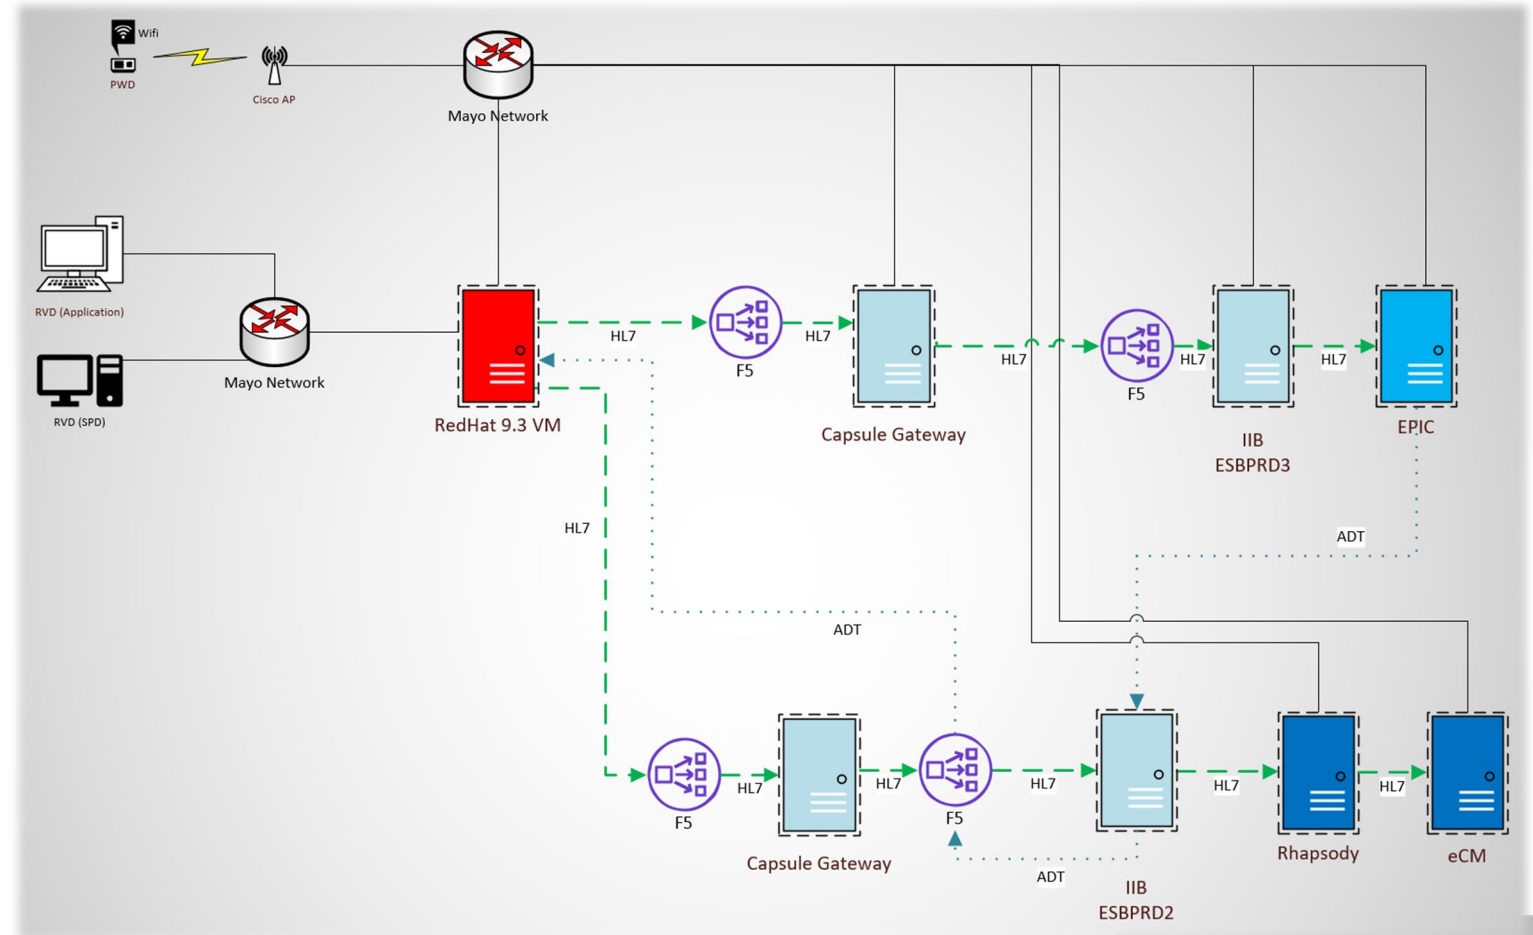 Wifi
PWD
Cisco AP
Mayo Network
RVD (Application)
Mayo Network
RVD (SPD)
RedHat 9.3 VM
HL7
F5
HL7
Capsule Gateway
HL7
F5
HL7
IIB
ESBPRD3
HL7
EPIC
HL7
ADT
ADT
F5
HL7
Capsule Gateway
HL7
F5
HL7
ADT
IIB
ESBPRD2
HL7
Rhapsody
HL7
eCM